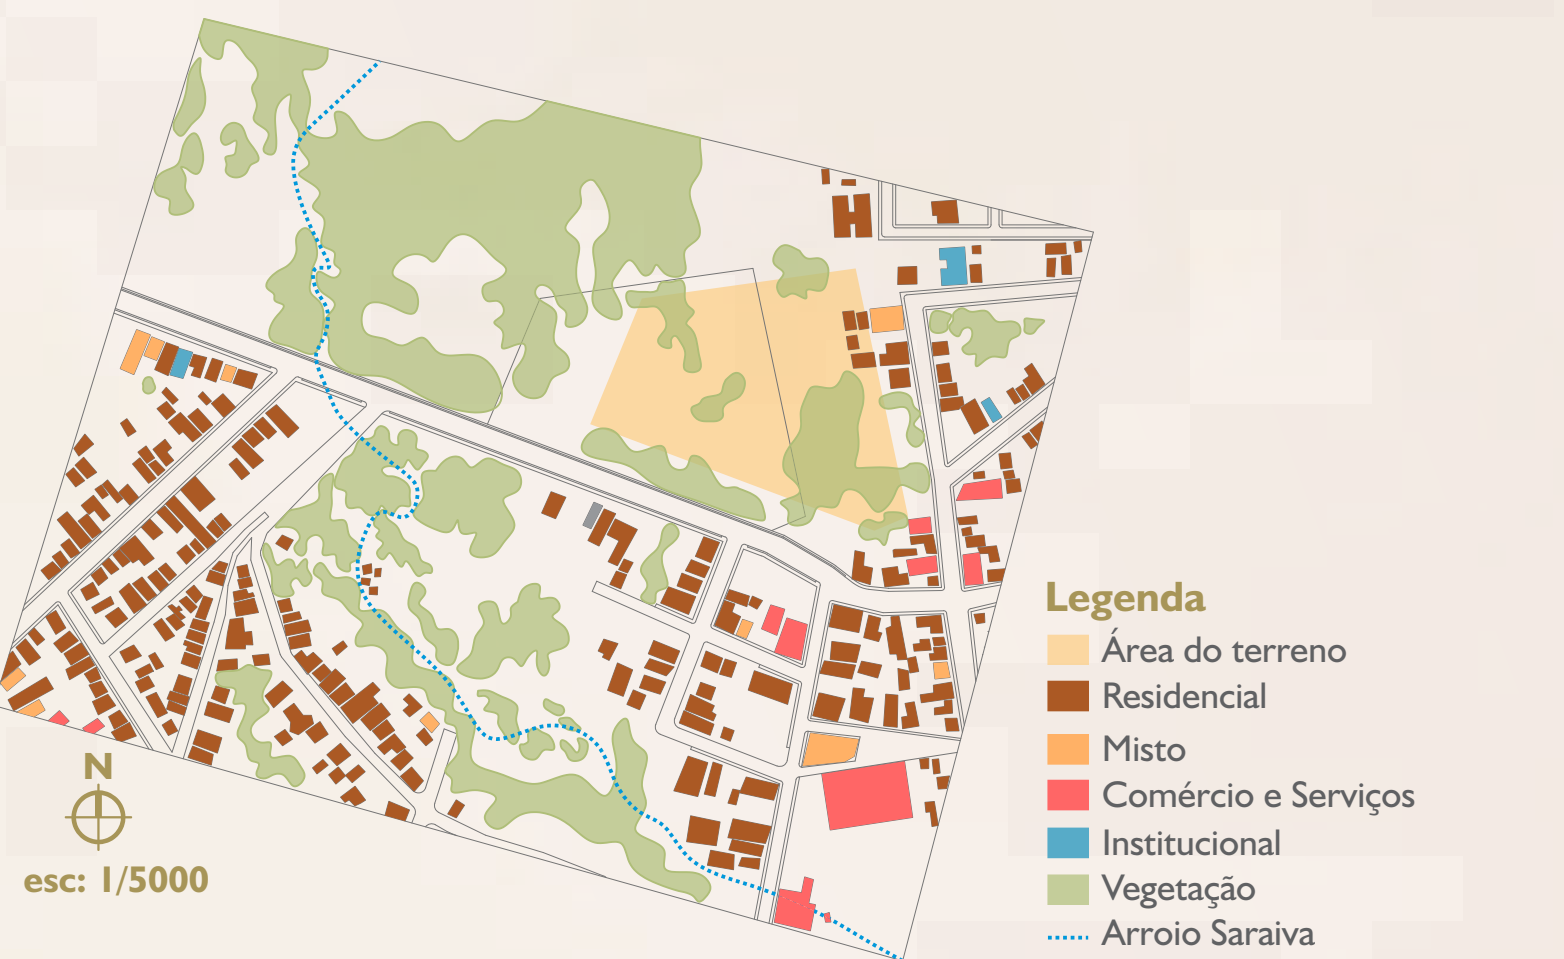 Legenda
Área do terreno
Residencial
Misto
Comércio e Serviços
Institucional
Vegetação
Arroio Saraiva
N
esc: 1/5000